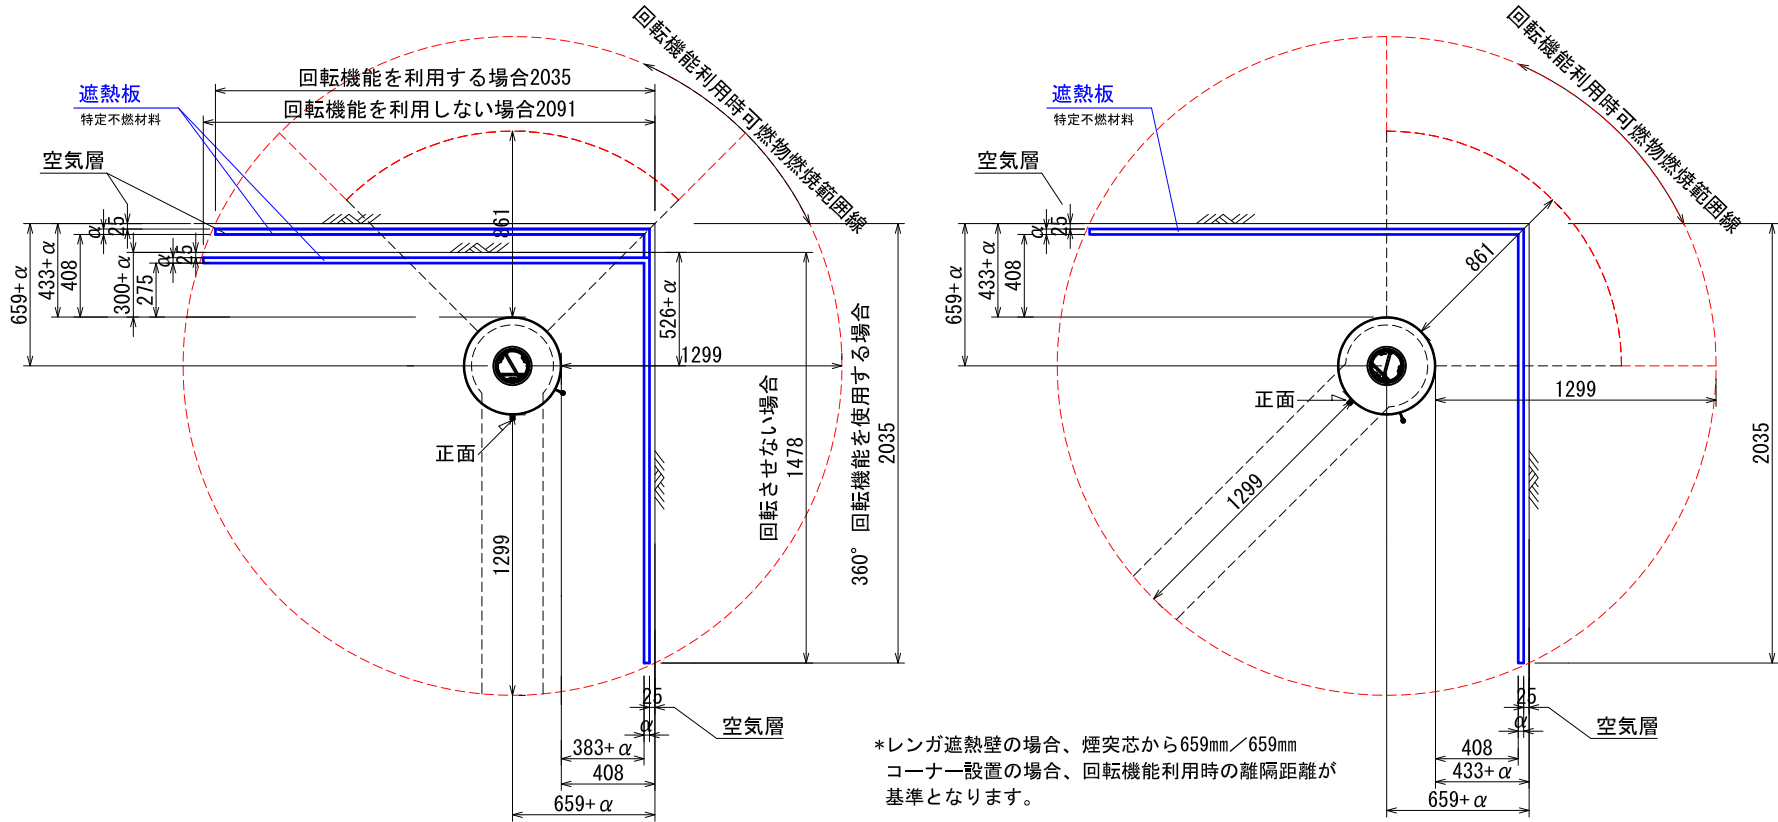 回転機能を利用する場合2035
回転機能を利用しない場合2091
回転機能利用時可燃物燃焼範囲線
遮熱板
特定不燃材料
空気層
861
25
α
25
α
659+α
433+α
408
300+α
275
526+α
1299
正面
1299
回転させない場合
1478
360° 回転機能を使用する場合
2035
25
空気層
α
383+α
408
659+α
回転機能利用時可燃物燃焼範囲線
遮熱板
特定不燃材料
空気層
25
α
659+α
433+α
408
861
正面
1299
1299
2035
25
空気層
α
408
433+α
659+α
*レンガ遮熱壁の場合、煙突芯から659mm／659mm
コーナー設置の場合、回転機能利用時の離隔距離が
基準となります。